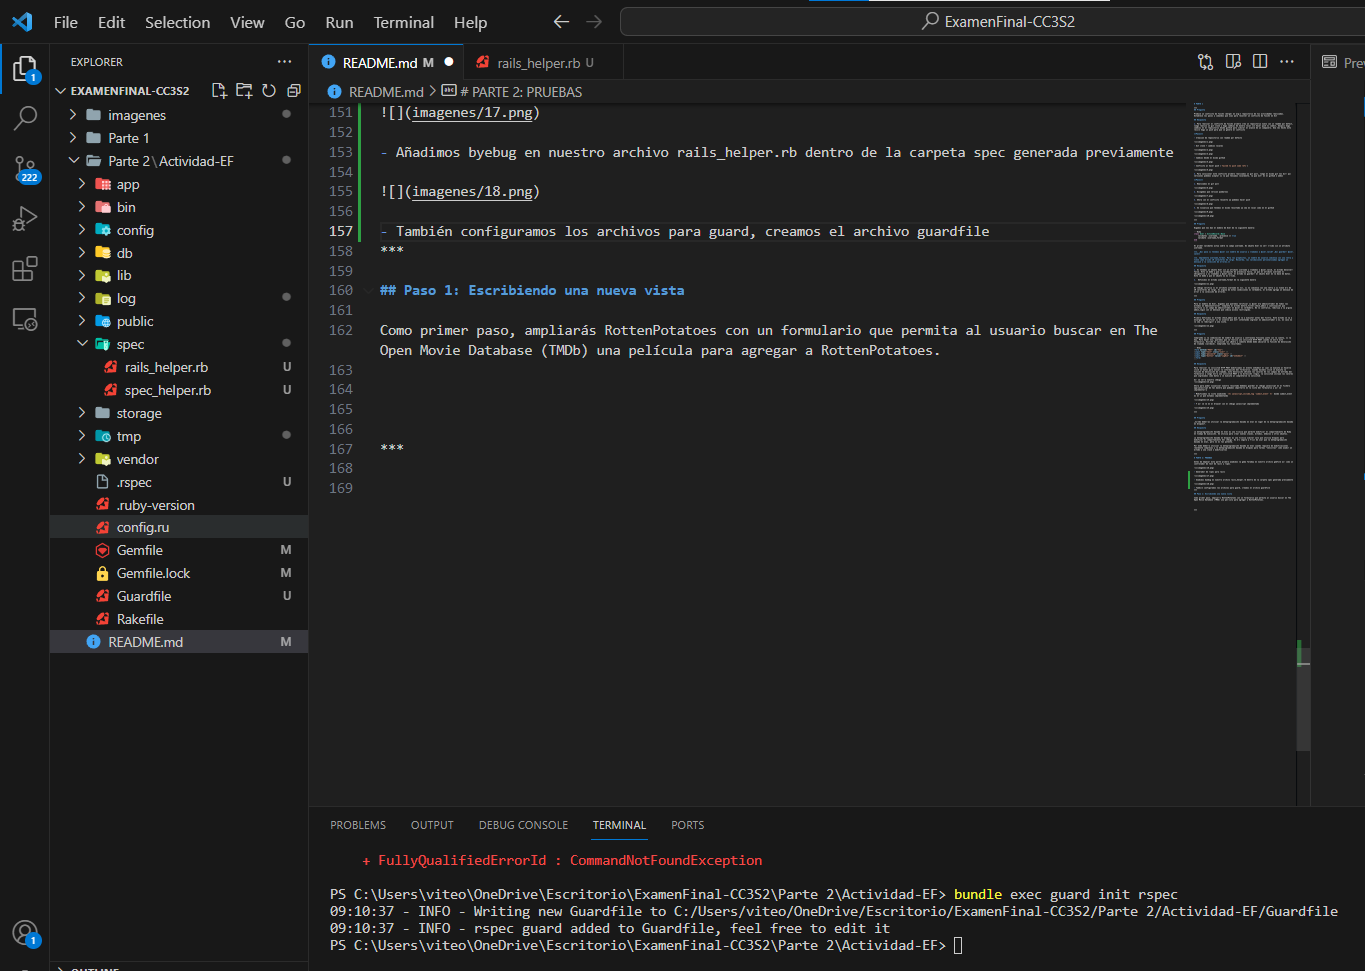 File Edit Selection View Go Run Terminal Help
ExamenFinal-CC3S2
EXPLORER
README.md M
rails_helper.rb U
Pre
EXAMENFINAL-CC3S2
README.md > # PARTE 2: PRUEBAS
imagenes
Parte 1
Parte 2\Actividad-EF
app
bin
config
db
lib
log
public
spec
rails_helper.rb U
spec_helper.rb U
storage
tmp
vendor
.rspec U
.ruby-version
config.ru
Gemfile M
Gemfile.lock M
Guardfile U
Rakefile
README.md M
OUTLINE
1
222
1
151 ![](imagenes/17.png)
152
153 - Añadimos byebug en nuestro archivo rails_helper.rb dentro de la carpeta spec generada previamente
154
155 ![](imagenes/18.png)
156
157 - También configuramos los archivos para guard, creamos el archivo guardfile
158 ***
159
160 ## Paso 1: Escribiendo una nueva vista
161
162 Como primer paso, ampliarás RottenPotatoes con un formulario que permita al usuario buscar en The
Open Movie Database (TMDb) una película para agregar a RottenPotatoes.
163
164
165
166
167 ***
168
169
PROBLEMS OUTPUT DEBUG CONSOLE TERMINAL PORTS
+ FullyQualifiedErrorId : CommandNotFoundException
PS C:\Users\viteo\OneDrive\Escritorio\ExamenFinal-CC3S2\Parte 2\Actividad-EF> bundle exec guard init rspec
09:10:37 - INFO - Writing new Guardfile to C:/Users/viteo/OneDrive/Escritorio/ExamenFinal-CC3S2/Parte 2/Actividad-EF/Guardfile
09:10:37 - INFO - rspec guard added to Guardfile, feel free to edit it
PS C:\Users\viteo\OneDrive\Escritorio\ExamenFinal-CC3S2\Parte 2\Actividad-EF>